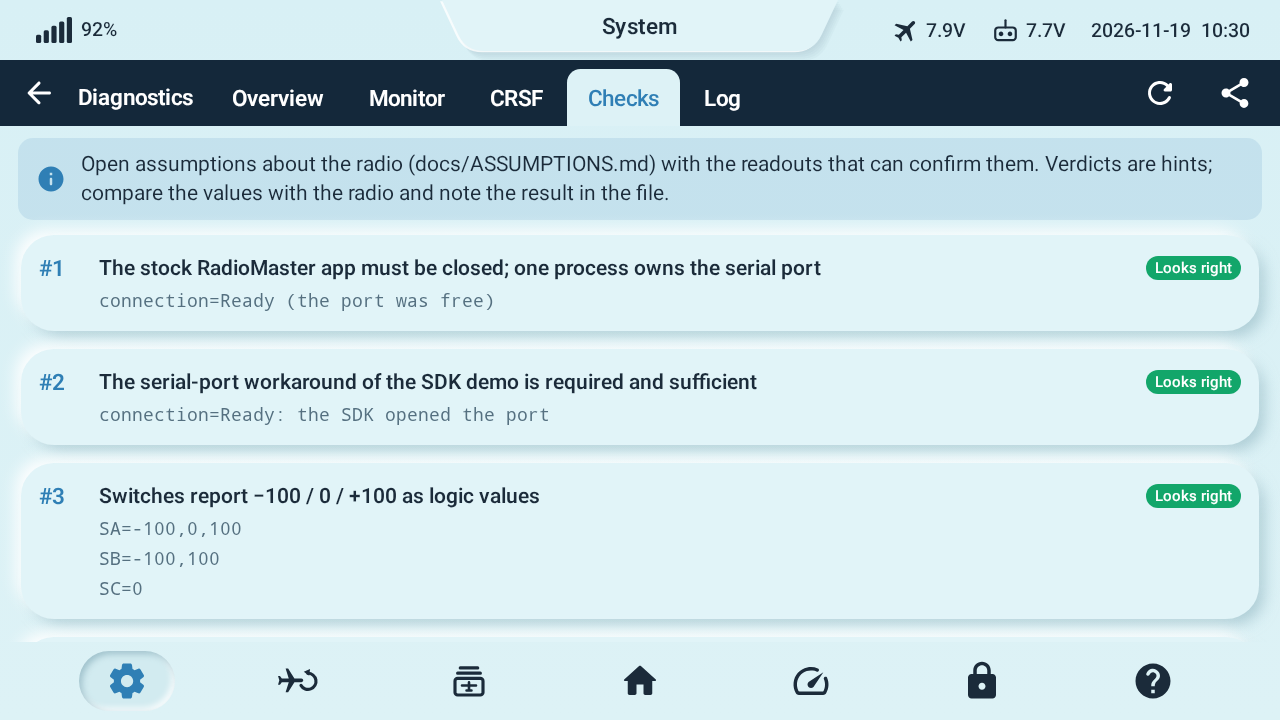 92%
System
7.9V
7.7V
2026-11-19 10:30
Diagnostics
Overview
Monitor
CRSF
Checks
Log
Open assumptions about the radio (docs/ASSUMPTIONS.md) with the readouts that can confirm them. Verdicts are hints;
compare the values with the radio and note the result in the file.
#1
The stock RadioMaster app must be closed; one process owns the serial port
Looks right
connection=Ready (the port was free)
#2
The serial-port workaround of the SDK demo is required and sufficient
Looks right
connection=Ready: the SDK opened the port
#3
Switches report −100 / 0 / +100 as logic values
Looks right
SA=-100,0,100
SB=-100,100
SC=0